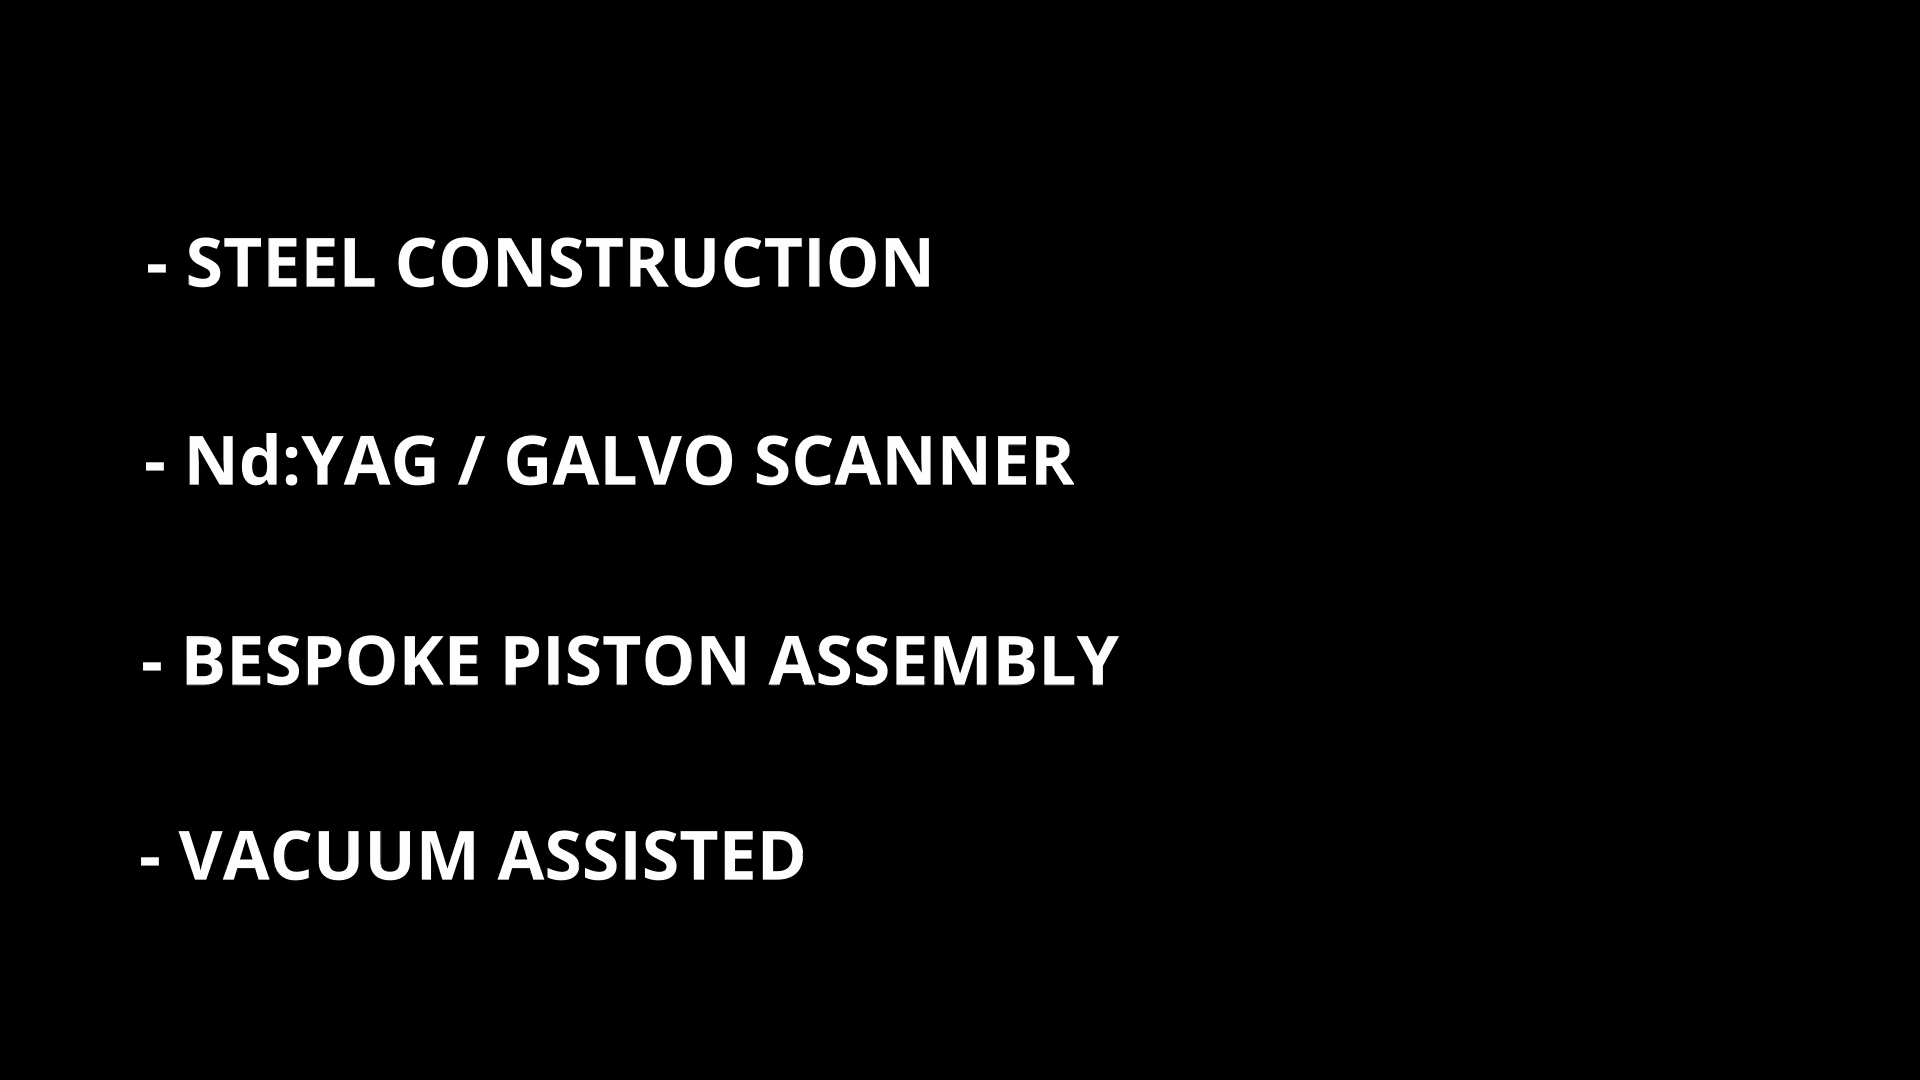 - STEEL CONSTRUCTION
- Nd:YAG / GALVO SCANNER
- BESPOKE PISTON ASSEMBLY
- VACUUM ASSISTED